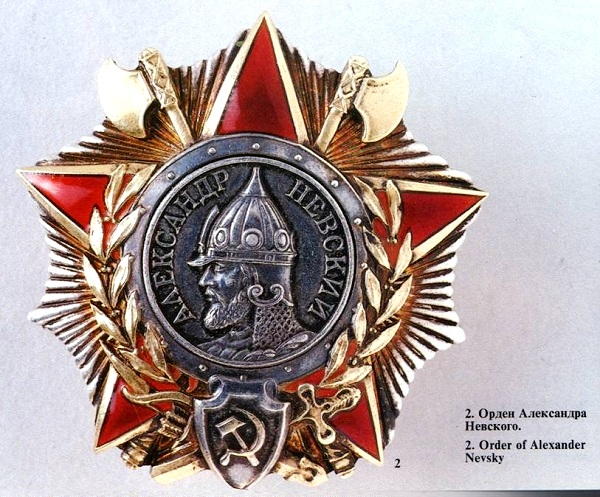 АЛЕКСАНДР НЕВСКИЙ
2
2. Орден Александра
Невского.
2. Order of Alexander
Nevsky